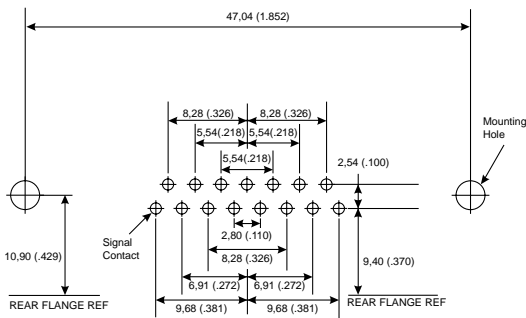 47,04 (1.852)
8,28 (.326) 8,28 (.326)
5,54(.218) 5,54(.218)
5,54(.218)
Mounting
Hole
2,54 (.100)
Signal
Contact
2,80 (.110)
8,28 (.326)
10,90 (.429)
9,40 (.370)
6,91 (.272) 6,91 (.272)
REAR FLANGE REF
REAR FLANGE REF
9,68 (.381) 9,68 (.381)